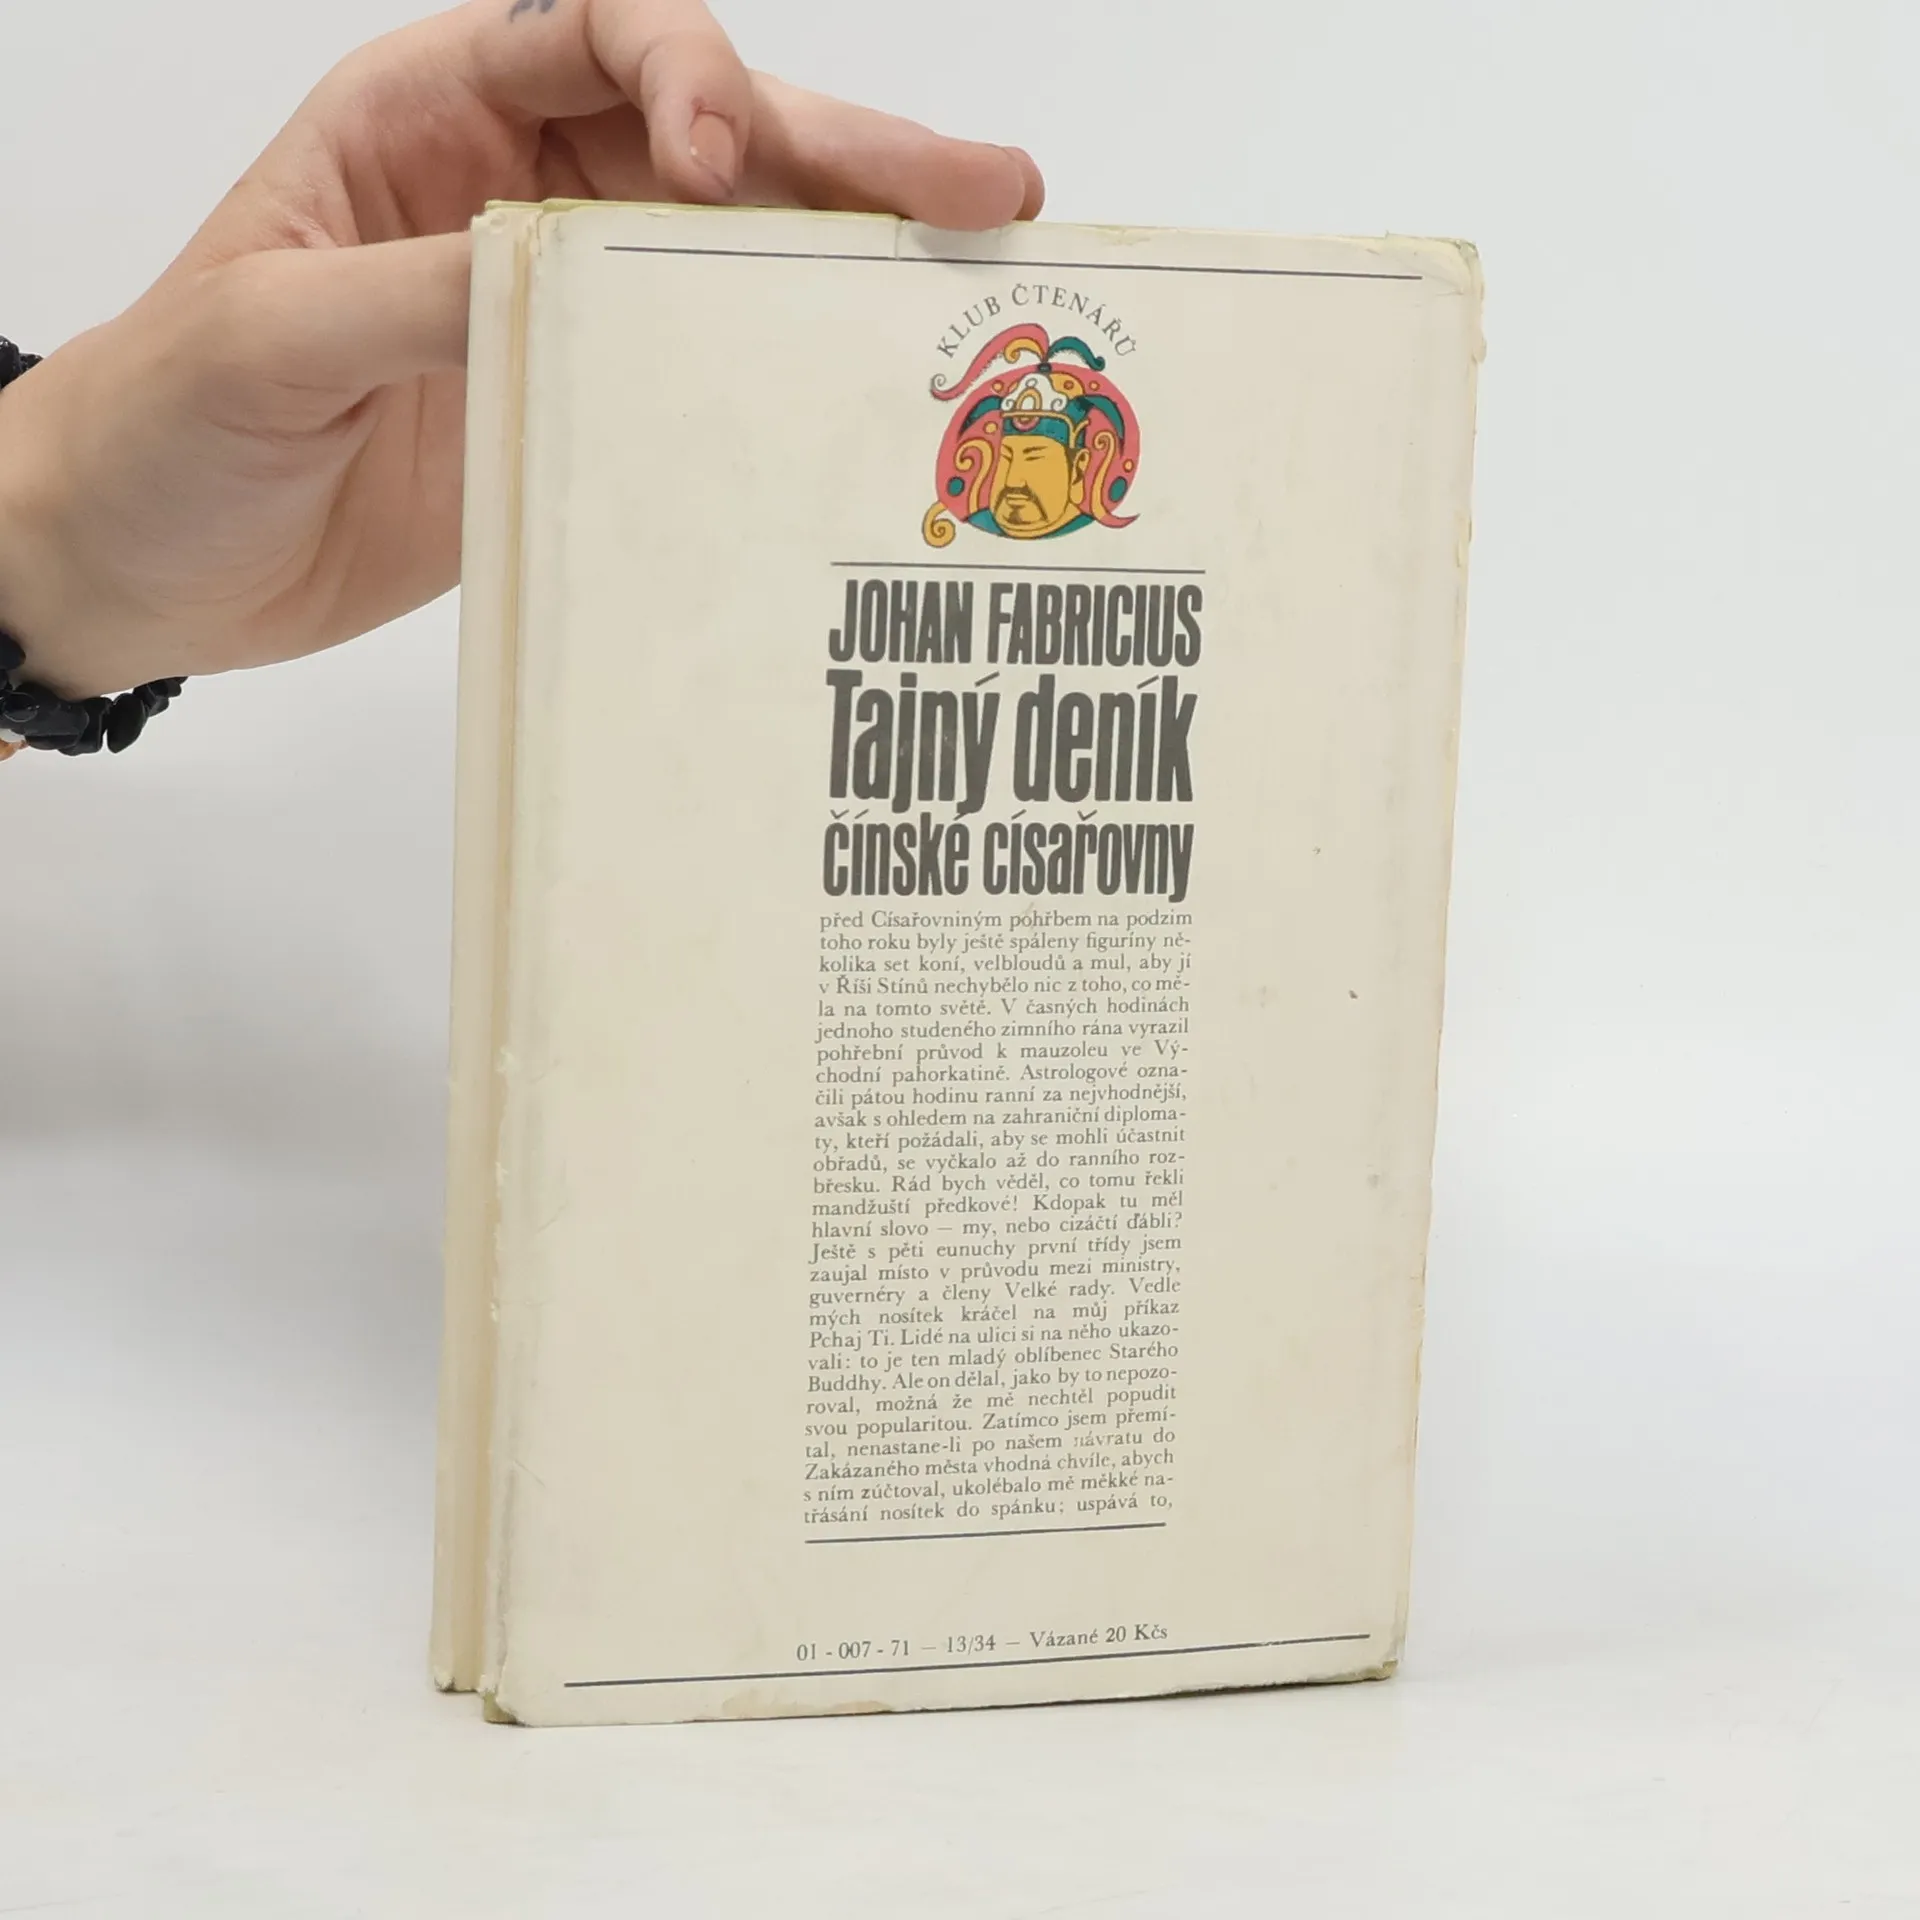 KLUB ČTENÁŘŮ
JOHAN FABRICIUS
Tajný deník
čínské císařovny
před Císařovniným pohřbem na podzim
toho roku byly ještě spáleny figuríny ně-
kolika set koní, velbloudů a mul, aby jí
v Říši Stínů nechybělo nic z toho, co mě-
la na tomto světě. V časných hodinách
jednoho studeného zimního rána vyrazil
pohřební průvod k mauzoleu ve Vý-
chodní pahorkatině. Astrologové ozna-
čili pátou hodinu ranní za nejvhodnější,
avšak s ohledem na zahraniční diploma-
ty, kteří požádali, aby se mohli účastnit
obřadů, se vyčkalo až do ranního roz-
břesku. Rád bych věděl, co tomu řekli
mandžuští předkové! Kdopak tu měl
hlavní slovo — my, nebo cizáčtí ďábli?
Ještě s pěti eunuchy první třídy jsem
zaujal místo v průvodu mezi ministry,
guvernéry a členy Velké rady. Vedle
mých nosítek kráčel na můj příkaz
Pchaj Ti. Lidé na ulici si na něho ukazo-
vali: to je ten mladý oblíbenec Starého
Buddhy. Ale on dělal, jako by to nepozo-
roval, možná že mě nechtěl popudit
svou popularitou. Zatímco jsem přemí-
tal, nenastane-li po našem návratu do
Zakázaného města vhodná chvíle, abych
s ním zúčtoval, ukolébalo mě měkké na-
třásání nosítek do spánku; uspává to,
01 - 007 - 71 — 13/34 — Vázané 20 Kčs